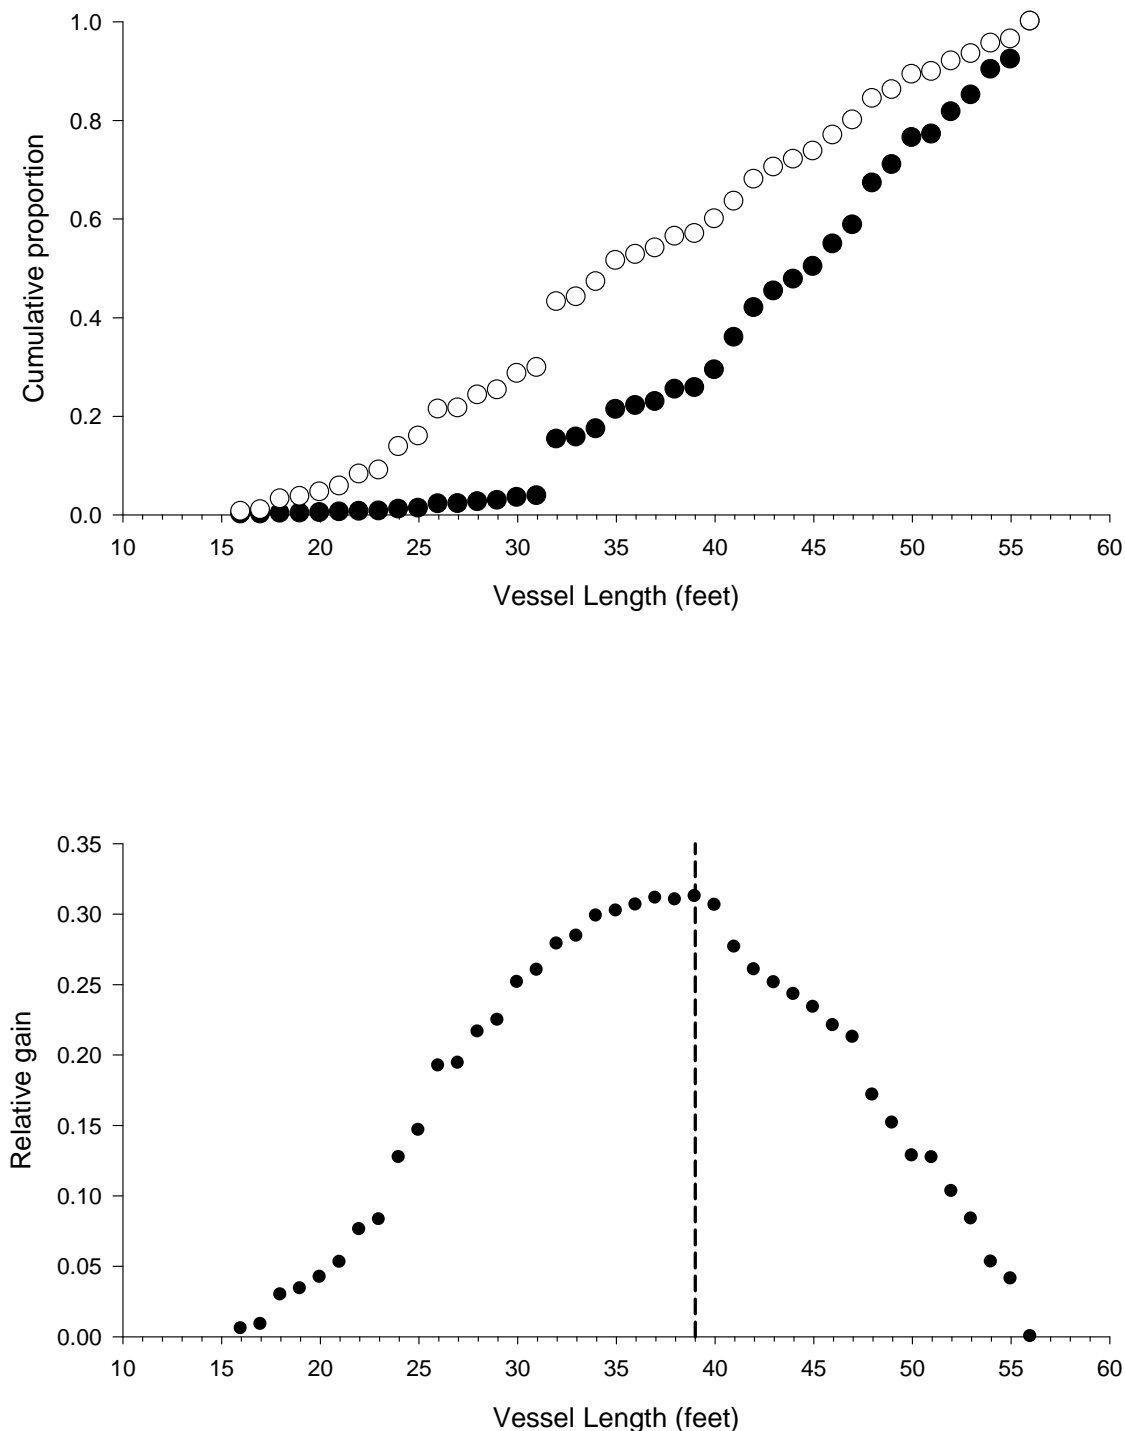 1.0
0.8
0.6
0.4
0.2
0.0
Cumulative proportion
10 15 20 25 30 35 40 45 50 55 60
Vessel Length (feet)
0.35
0.30
0.25
0.20
0.15
0.10
0.05
0.00
Relative gain
10 15 20 25 30 35 40 45 50 55 60
Vessel Length (feet)